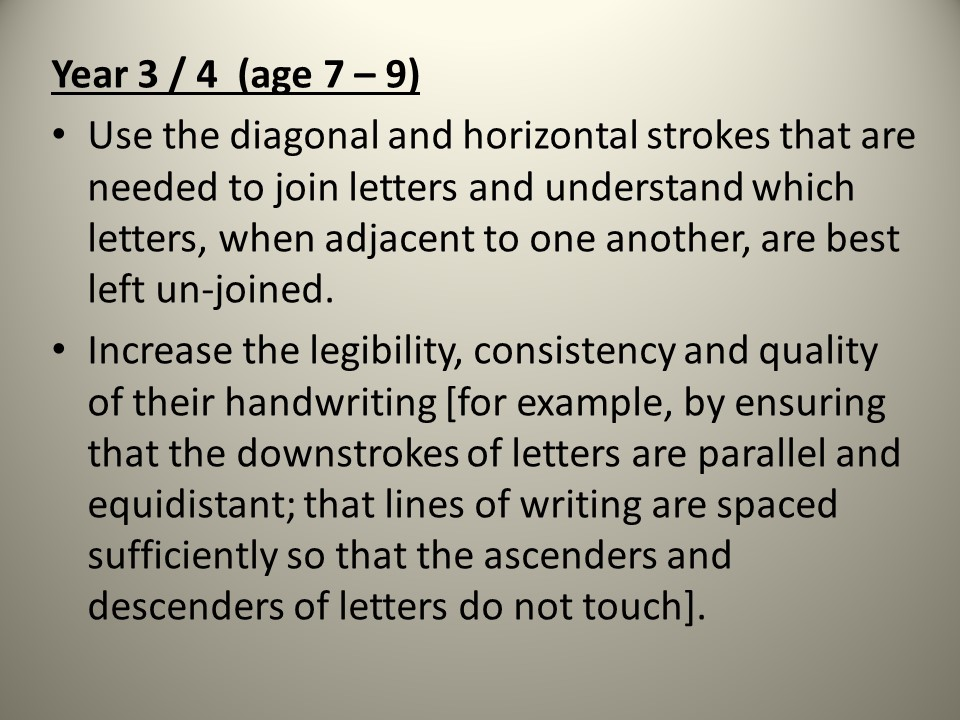 Year 3 / 4  (age 7 – 9)
• Use the diagonal and horizontal strokes that are
needed to join letters and understand which
letters, when adjacent to one another, are best
left un-joined.
• Increase the legibility, consistency and quality
of their handwriting [for example, by ensuring
that the downstrokes of letters are parallel and
equidistant; that lines of writing are spaced
sufficiently so that the ascenders and
descenders of letters do not touch].